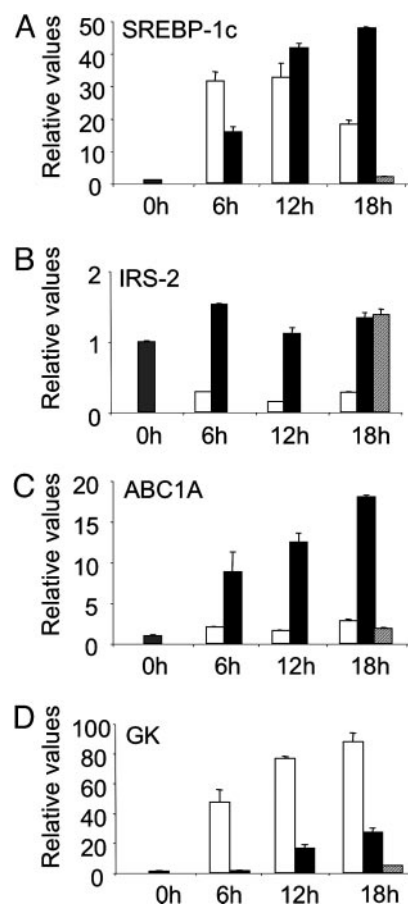 A
SREBP-1c
Relative values
50
40
30
20
10
0
0h 6h 12h 18h
B
IRS-2
Relative values
2
1
0
0h 6h 12h 18h
C
ABC1A
Relative values
20
15
10
5
0
0h 6h 12h 18h
D
GK
Relative values
100
80
60
40
20
0
0h 6h 12h 18h